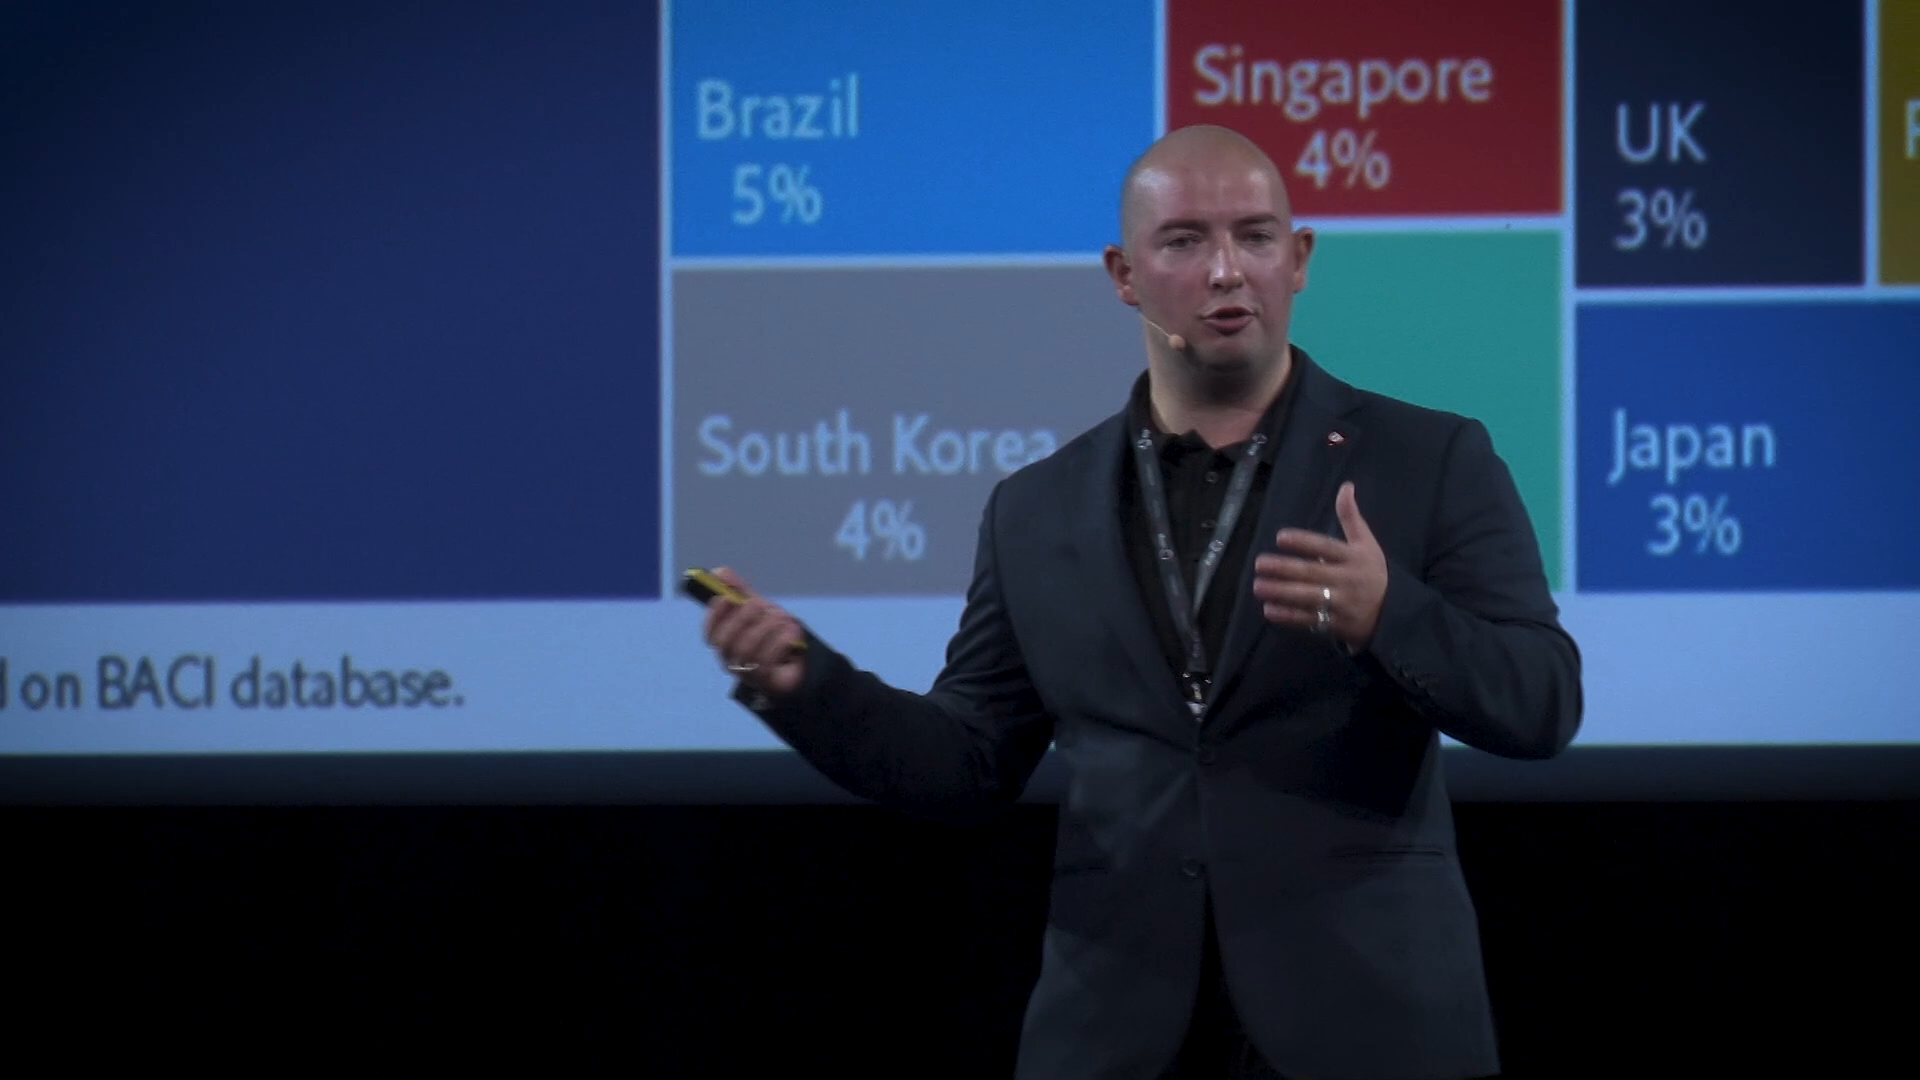 Brazil
5%
Singapore
4%
UK
3%
South Korea
4%
Japan
3%
on BACI database.